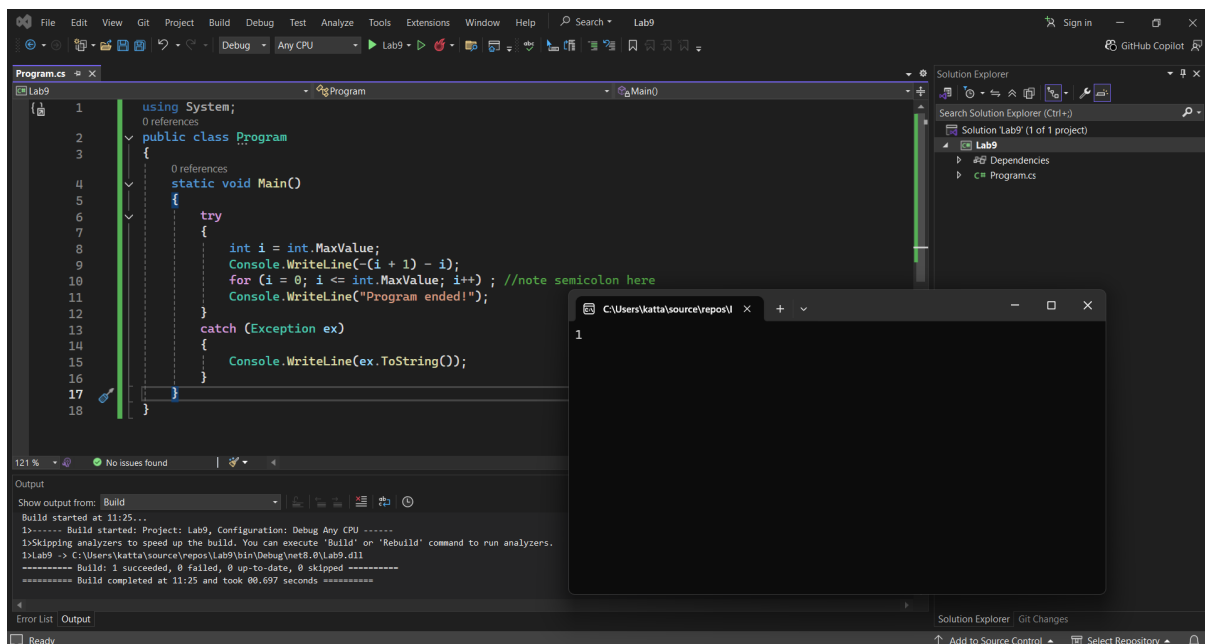 File Edit View Git Project Build Debug Test Analyze Tools Extensions Window Help Search Lab9 Sign in
Debug Any CPU Lab9 GitHub Copilot
Program.cs
Lab9 Program Main()
1 using System;
0 references
2 public class Program
3 {
0 references
4 static void Main()
5 {
6 try
7 {
8 int i = int.MaxValue;
9 Console.WriteLine(-(i + 1) - i);
10 for (i = 0; i <= int.MaxValue; i++) ; //note semicolon here
11 Console.WriteLine("Program ended!");
12 }
13 catch (Exception ex)
14 {
15 Console.WriteLine(ex.ToString());
16 }
17 }
18 }
121 % No issues found
Output
Show output from: Build
Build started at 11:25...
1>------ Build started: Project: Lab9, Configuration: Debug Any CPU ------
1>Skipping analyzers to speed up the build. You can execute 'Build' or 'Rebuild' command to run analyzers.
1>Lab9 -> C:\Users\katta\source\repos\Lab9\bin\Debug\net8.0\Lab9.dll
========== Build: 1 succeeded, 0 failed, 0 up-to-date, 0 skipped ==========
========== Build completed at 11:25 and took 00.697 seconds ==========
Error List Output
Ready
C:\Users\katta\source\repos\l
1
Solution Explorer
Search Solution Explorer (Ctrl+;)
Solution 'Lab9' (1 of 1 project)
Lab9
Dependencies
C# Program.cs
Solution Explorer Git Changes
Add to Source Control Select Repository